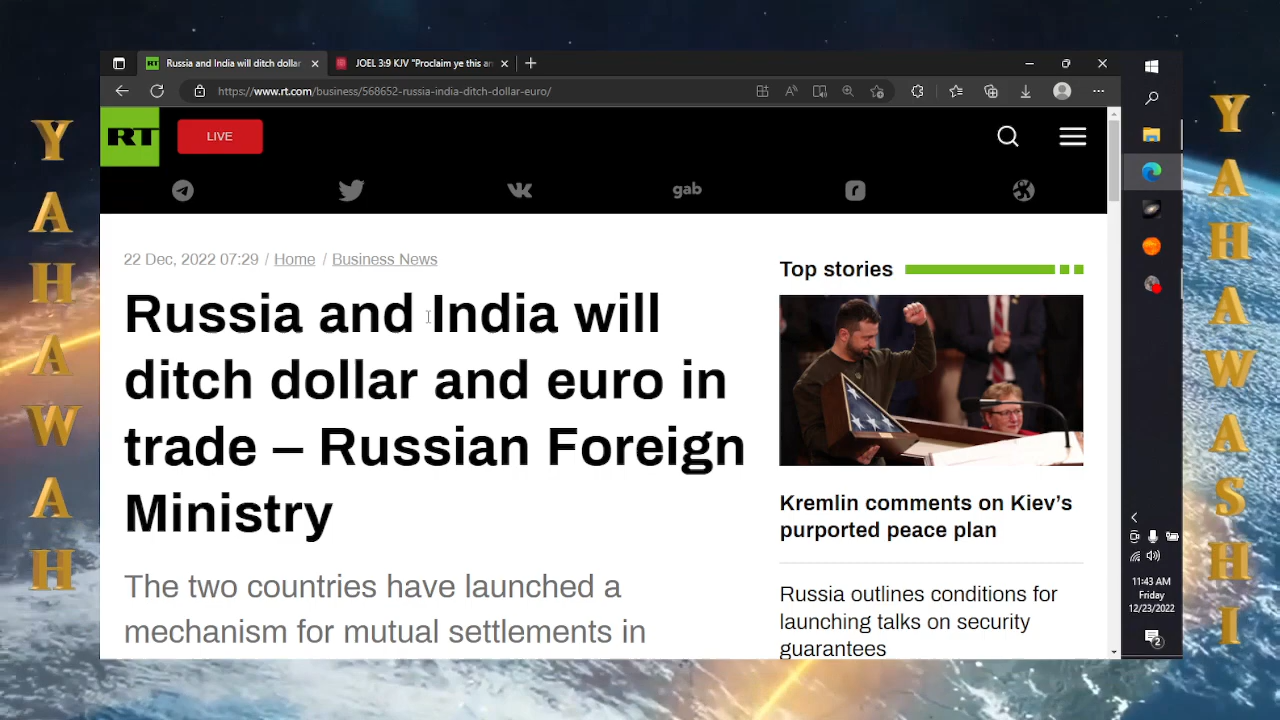 YAHAWAH
Russia and India will ditch dollar
JOEL 3:9 KJV "Proclaim ye this an
https://www.rt.com/business/568652-russia-india-ditch-dollar-euro/
RT
LIVE
gab
22 Dec, 2022 07:29 / Home / Business News
Russia and India will
ditch dollar and euro in
trade – Russian Foreign
Ministry
The two countries have launched a
mechanism for mutual settlements in
Top stories
Kremlin comments on Kiev's
purported peace plan
Russia outlines conditions for
launching talks on security
guarantees
11:43 AM
Friday
12/23/2022
2
YAHAWASHI